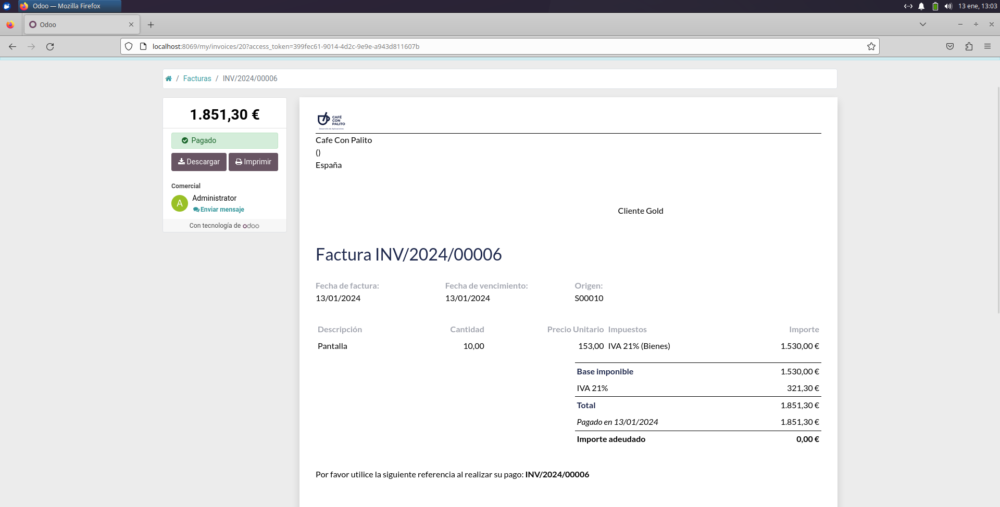 Odoo — Mozilla Firefox
13 ene, 13:03
Odoo
localhost:8069/my/invoices/20?access_token=399fec61-9014-4d2c-9e9e-a943d811607b
/ Facturas / INV/2024/00006
1.851,30 €
Pagado
Descargar
Imprimir
Comercial
A
Administrator
Enviar mensaje
Con tecnología de odoo
CAFÉ
CON
PALITO
Desarrollo de Aplicaciones
Cafe Con Palito
()
España
Cliente Gold
Factura INV/2024/00006
Fecha de factura: Fecha de vencimiento: Origen:
13/01/2024 13/01/2024 S00010
Descripción Cantidad Precio Unitario Impuestos Importe
Pantalla 10,00 153,00 IVA 21% (Bienes) 1.530,00 €
Base imponible 1.530,00 €
IVA 21% 321,30 €
Total 1.851,30 €
Pagado en 13/01/2024 1.851,30 €
Importe adeudado 0,00 €
Por favor utilice la siguiente referencia al realizar su pago: INV/2024/00006